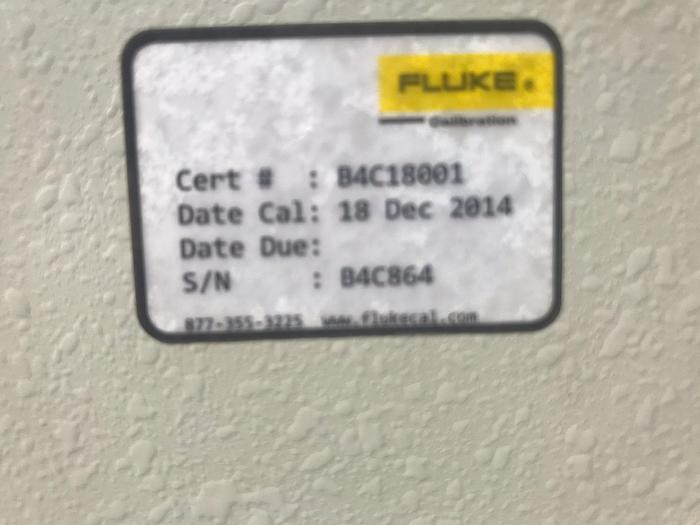 FLUKE®
Calibration
Cert # : B4C18001
Date Cal: 18 Dec 2014
Date Due:
S/N : B4C864
877-355-3225 www.flukecal.com